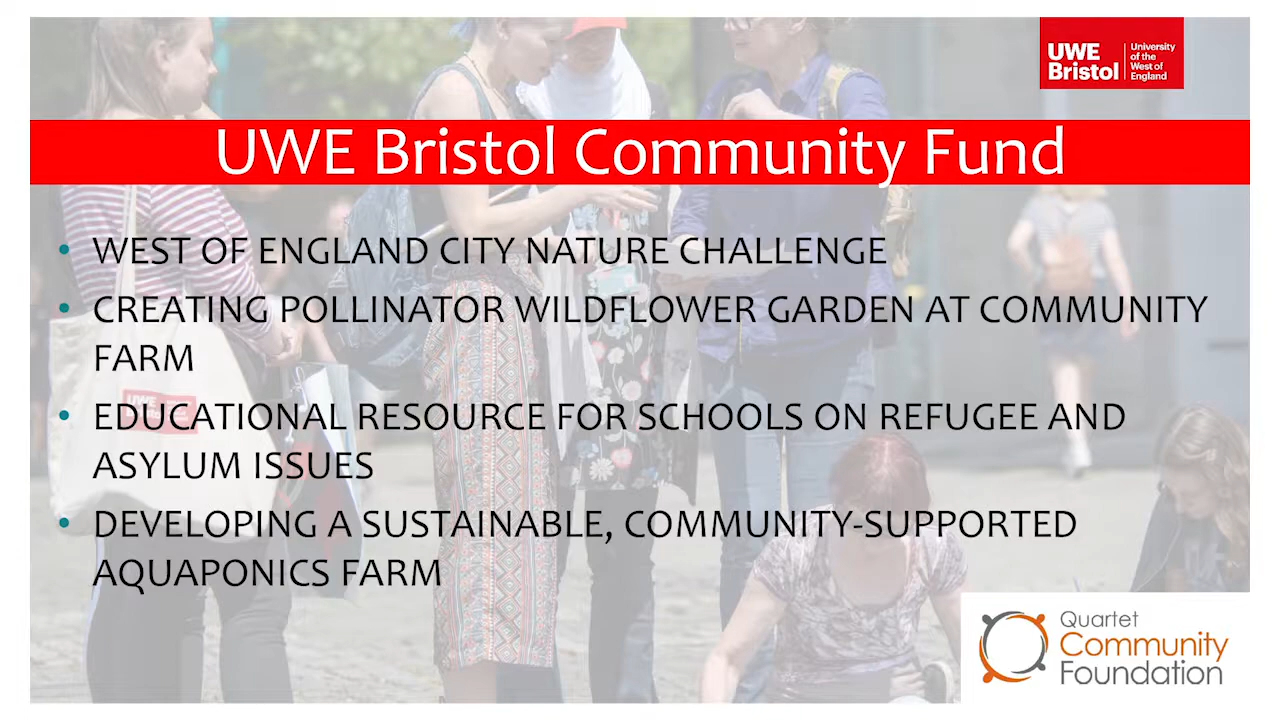 UWE Bristol
University of the West of England
UWE Bristol Community Fund
• WEST OF ENGLAND CITY NATURE CHALLENGE
• CREATING POLLINATOR WILDFLOWER GARDEN AT COMMUNITY
FARM
• EDUCATIONAL RESOURCE FOR SCHOOLS ON REFUGEE AND
ASYLUM ISSUES
• DEVELOPING A SUSTAINABLE, COMMUNITY-SUPPORTED
AQUAPONICS FARM
Quartet
Community
Foundation